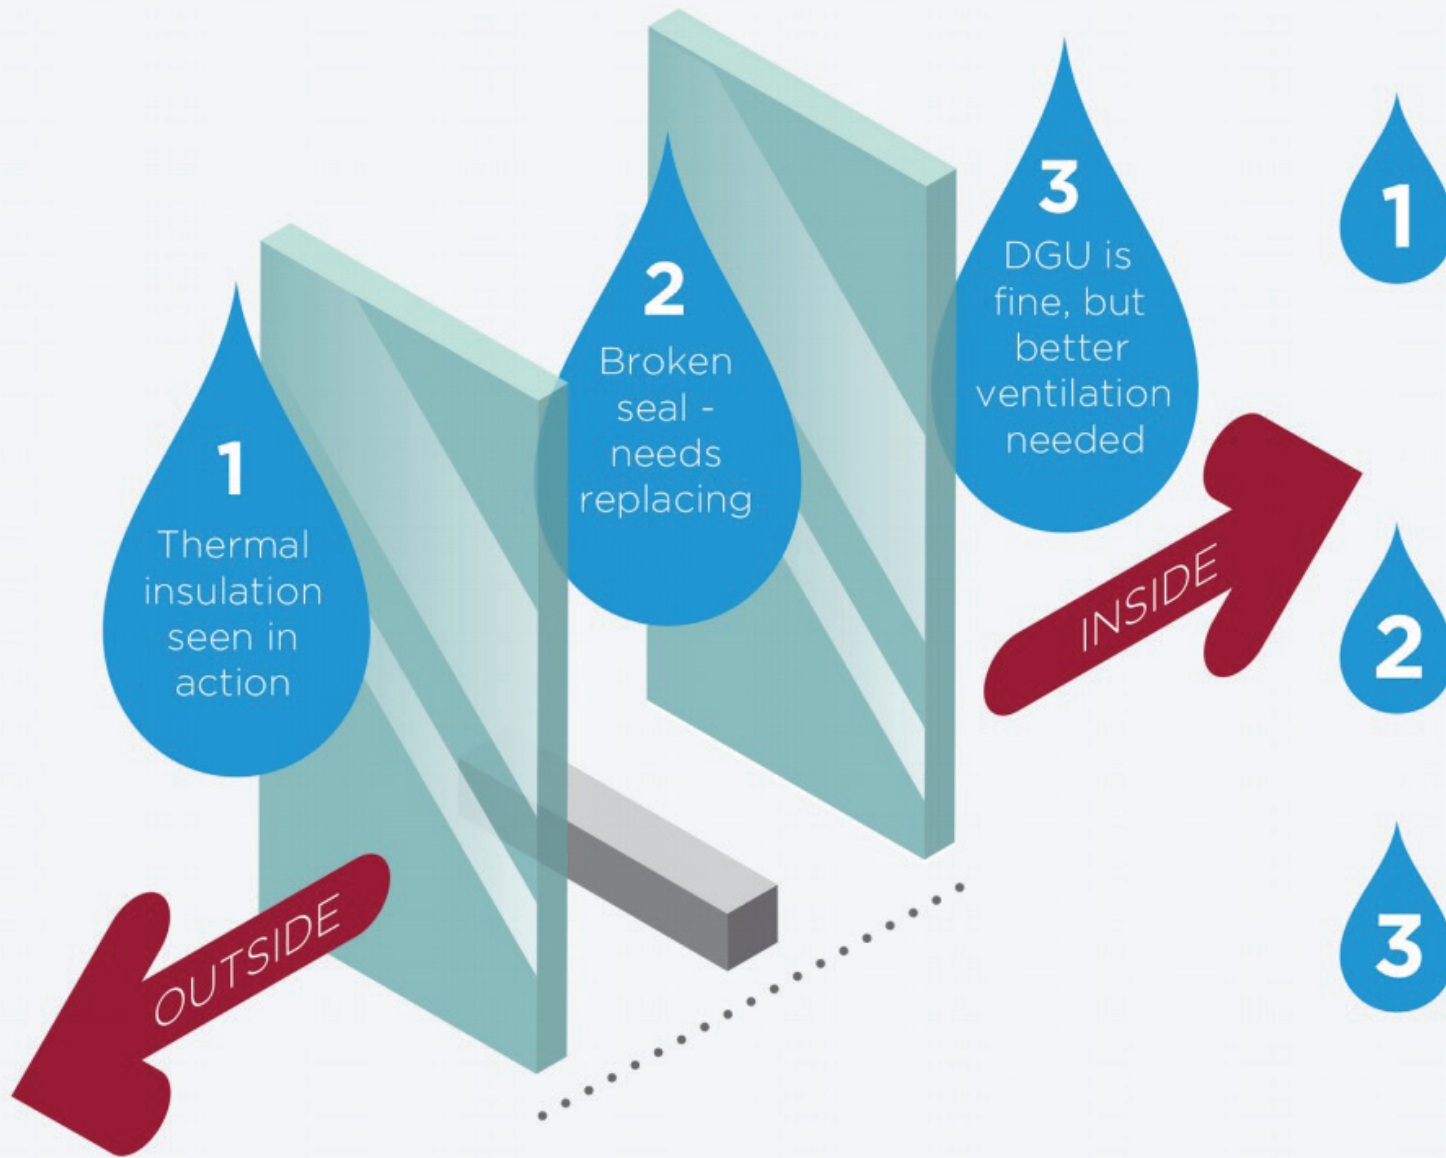 1
Thermal
insulation
seen in
action
2
Broken
seal -
needs
replacing
3
DGU is
fine, but
better
ventilation
needed
OUTSIDE
INSIDE
1
2
3